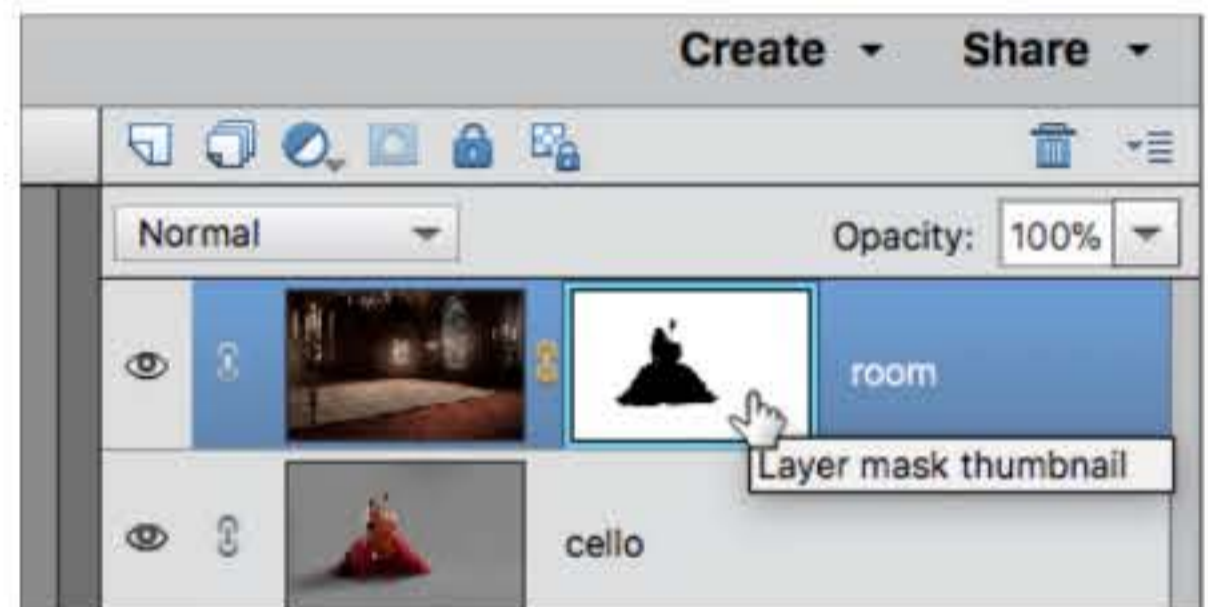 Create Share
Normal Opacity: 100%
room
Layer mask thumbnail
cello